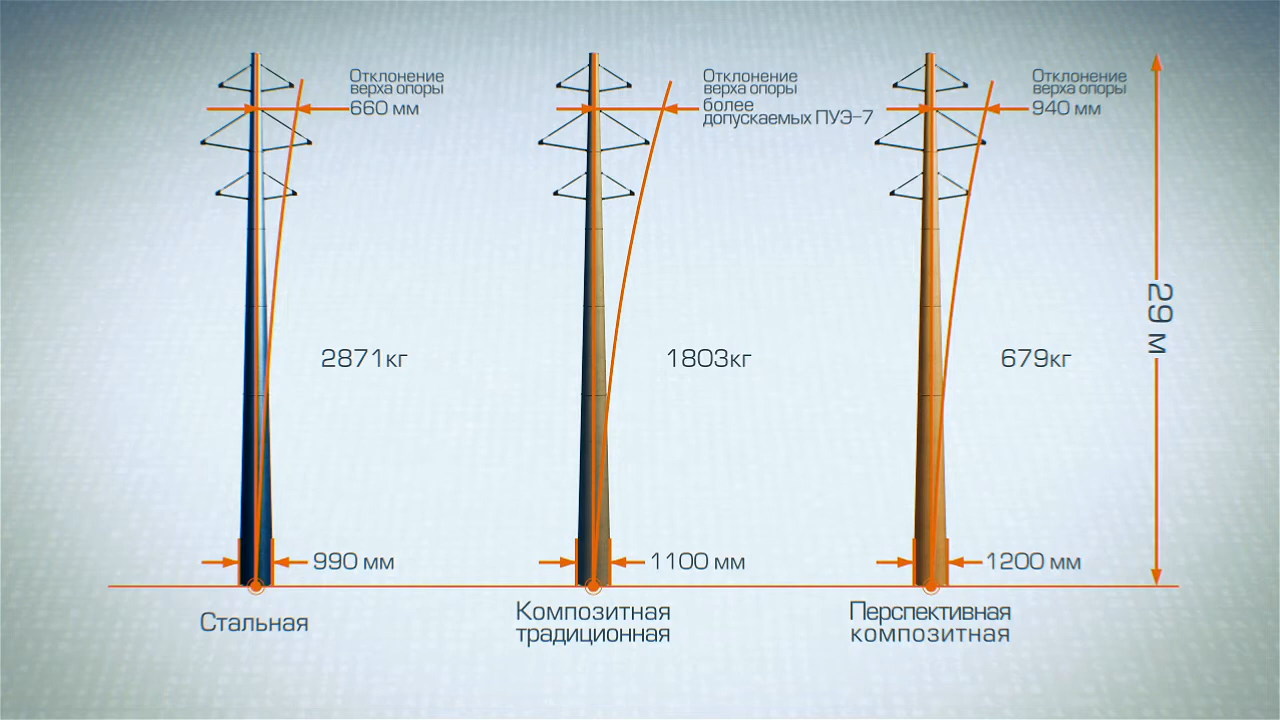 Отклонение
верха опоры
660 мм
Отклонение
верха опоры
более
допускаемых ПУЭ-7
Отклонение
верха опоры
940 мм
29 м
2871кг
1803кг
679кг
990 мм
1100 мм
1200 мм
Стальная
Композитная
традиционная
Перспективная
композитная